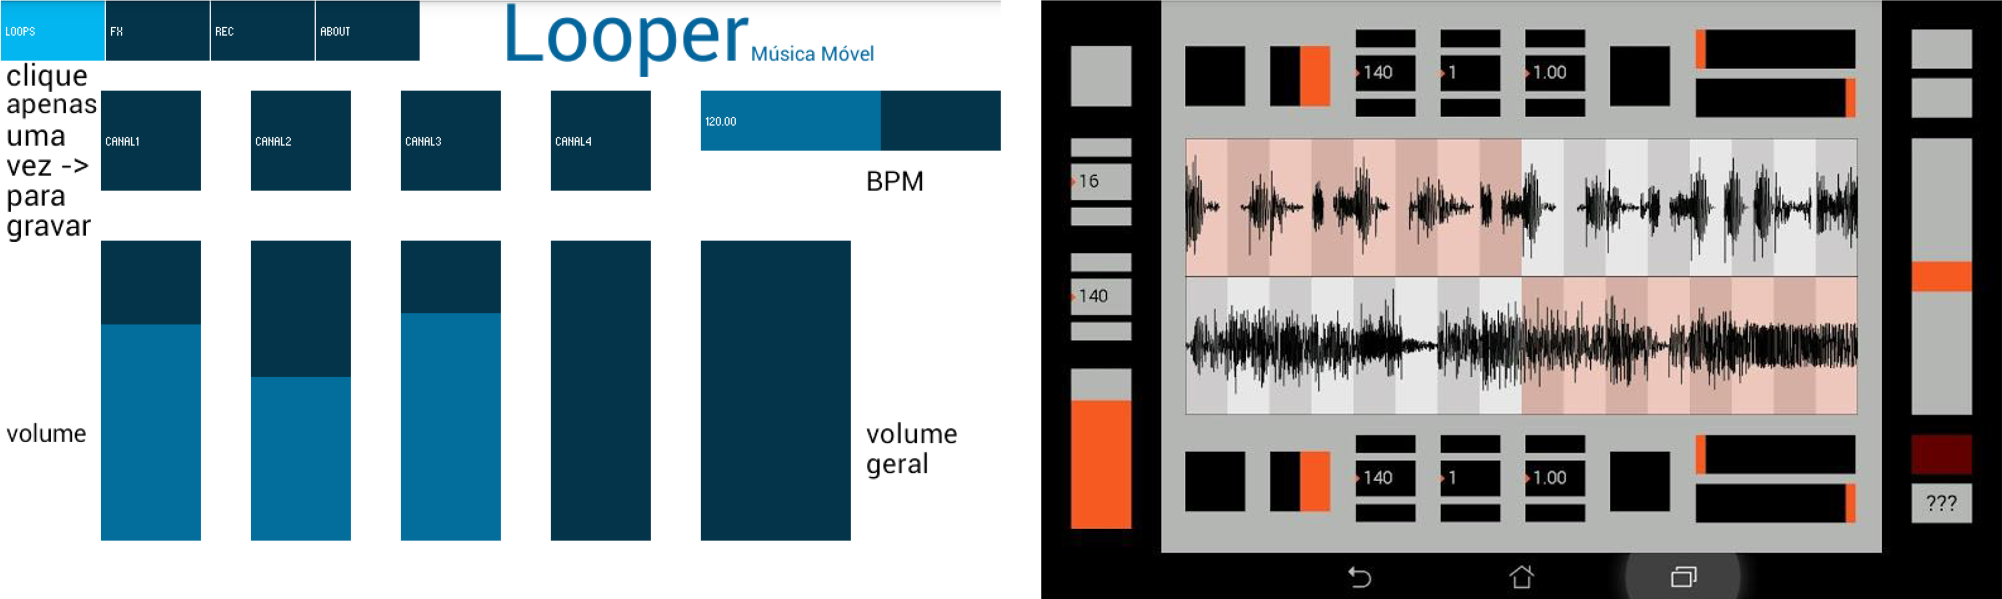 LOOPS
FX
REC
ABOUT
Looper
Música Móvel
clique
apenas
uma
vez ->
para
gravar
CANAL1
CANAL2
CANAL3
CANAL4
120.00
BPM
volume
volume
geral
140
1
1.00
16
140
140
1
1.00
???